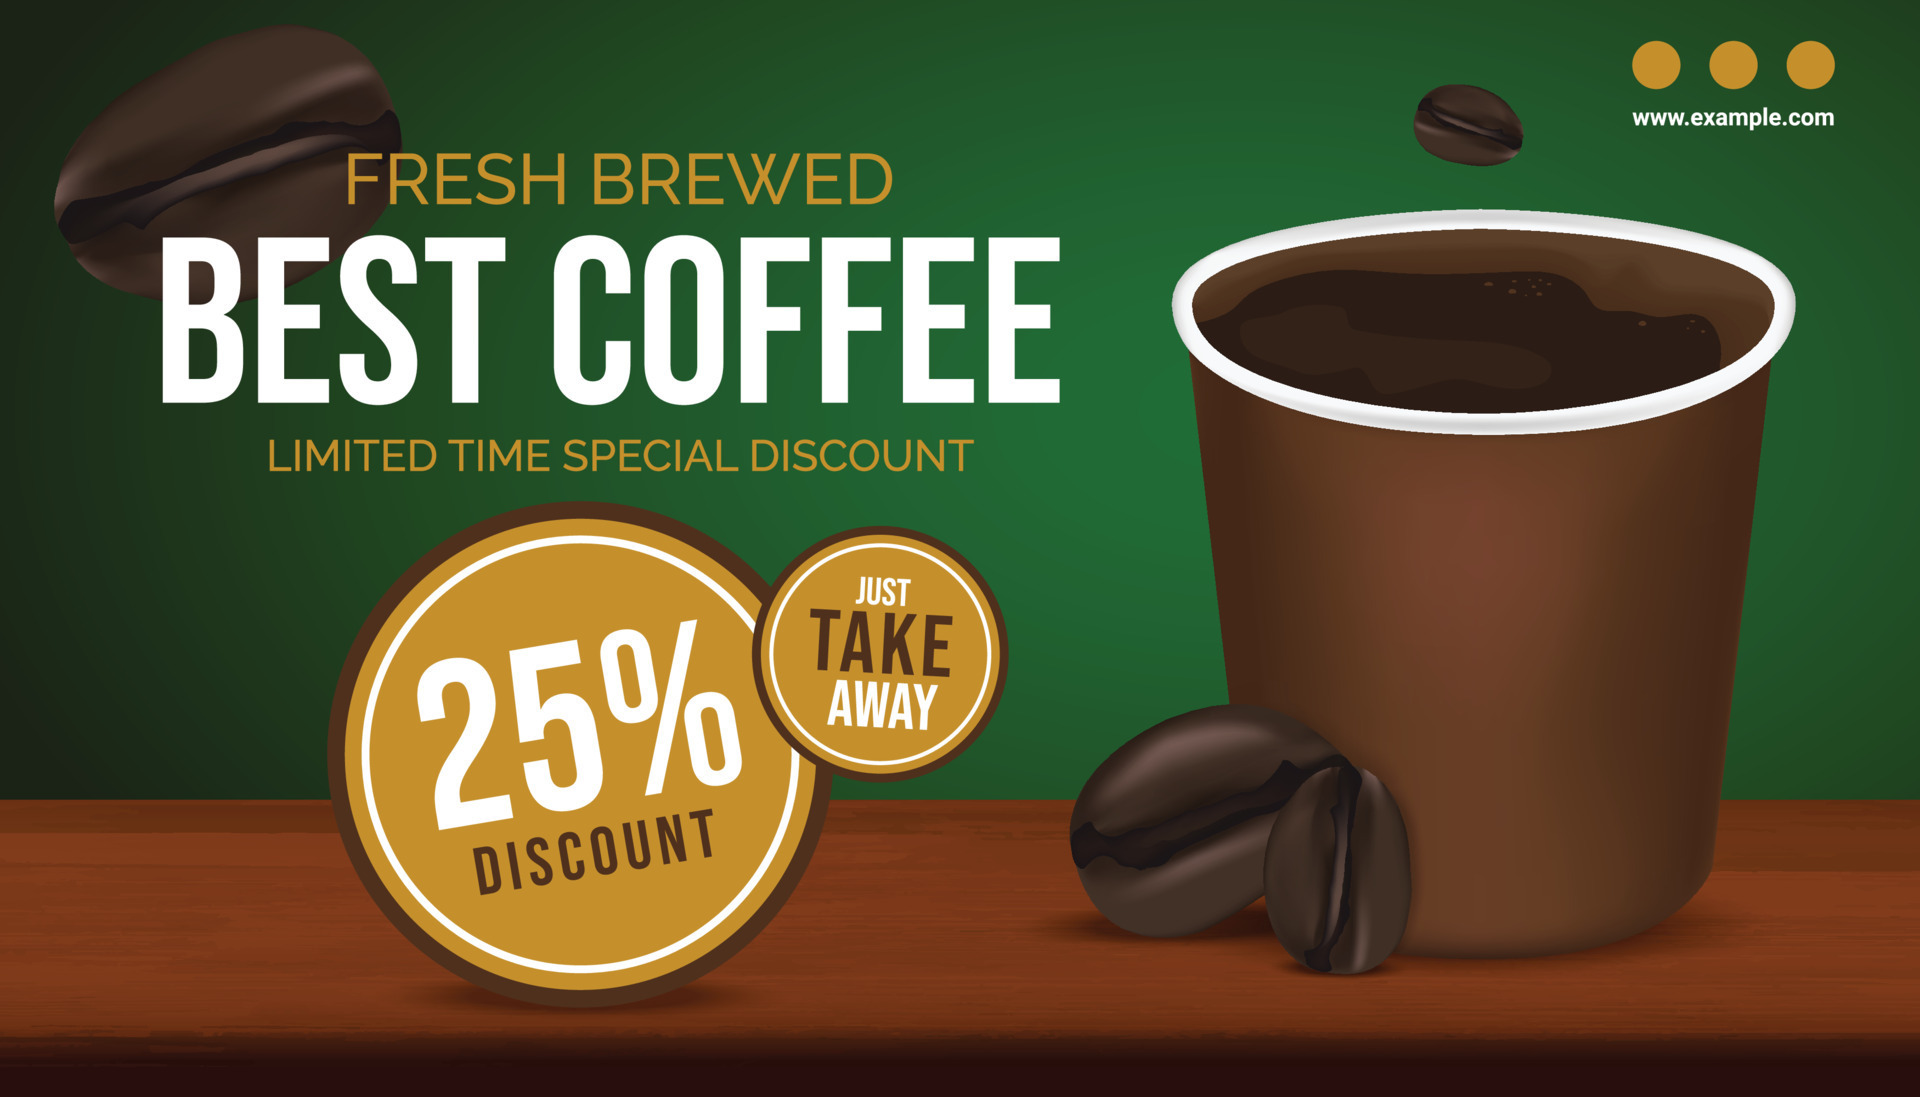 www.example.com
FRESH BREWED
BEST COFFEE
LIMITED TIME SPECIAL DISCOUNT
25%
DISCOUNT
JUST
TAKE
AWAY